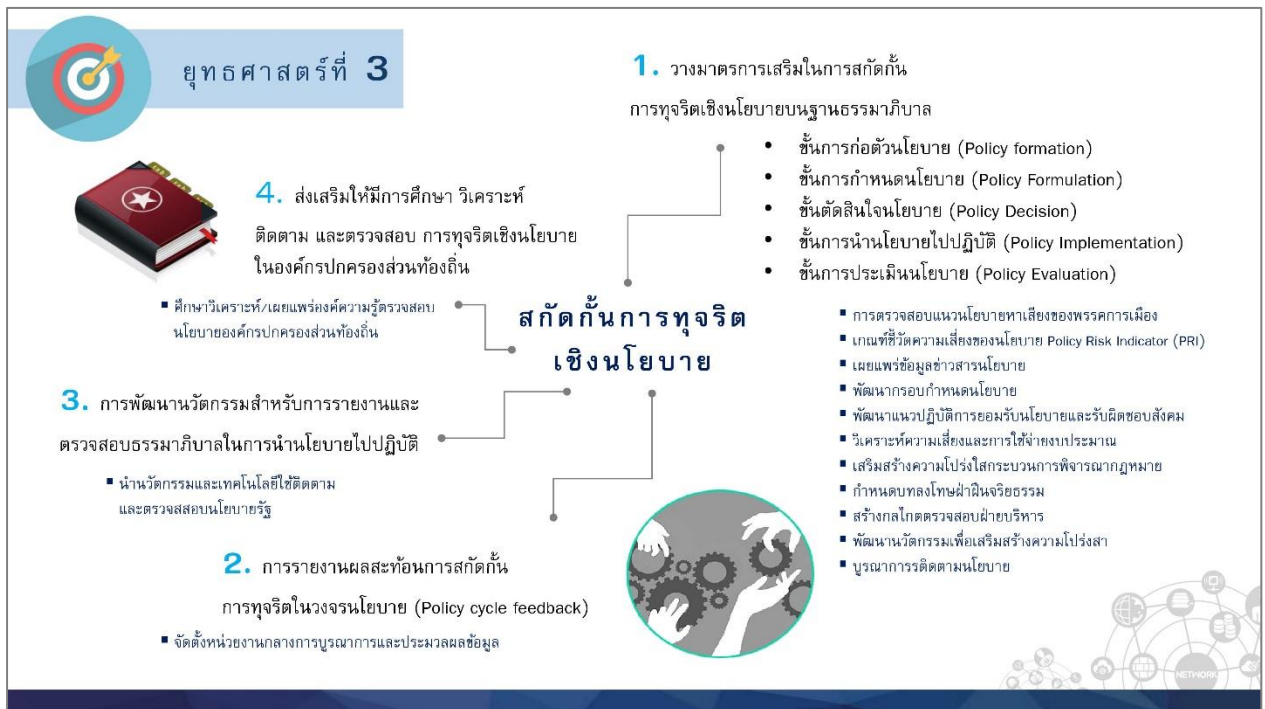 ยุทธศาสตร์ที่ 3
1. วางมาตรการเสริมในการสกัดกั้น
การทุจริตเชิงนโยบายบนฐานธรรมาภิบาล
• ขั้นการก่อตัวนโยบาย (Policy formation)
• ขั้นการกำหนดนโยบาย (Policy Formulation)
• ขั้นตัดสินใจนโยบาย (Policy Decision)
• ขั้นการนำนโยบายไปปฏิบัติ (Policy Implementation)
• ขั้นการประเมินนโยบาย (Policy Evaluation)
▪ การตรวจสอบแนวนโยบายหาเสียงของพรรคการเมือง
▪ เกณฑ์ชี้วัดความเสี่ยงของนโยบาย Policy Risk Indicator (PRI)
▪ เผยแพร่ข้อมูลข่าวสารนโยบาย
▪ พัฒนากรอบกำหนดนโยบาย
▪ พัฒนาแนวปฏิบัติการยอมรับนโยบายและรับผิดชอบสังคม
▪ วิเคราะห์ความเสี่ยงและการใช้จ่ายงบประมาณ
▪ เสริมสร้างความโปร่งใสกระบวนการพิจารณากฎหมาย
▪ กำหนดบทลงโทษฝ่าฝืนจริยธรรม
▪ สร้างกลไกตตรวจสอบฝ่ายบริหาร
▪ พัฒนานวัตกรรมเพื่อเสริมสร้างความโปร่งสา
▪ บูรณาการรติดตามนโยบาย
4. ส่งเสริมให้มีการศึกษา วิเคราะห์
ติดตาม และตรวจสอบ การทุจริตเชิงนโยบาย
ในองค์กรปกครองส่วนท้องถิ่น
▪ ศึกษาวิเคราะห์/เผยแพร่องค์ความรู้ตรวจสอบ
นโยบายองค์กรปกครองส่วนท้องถิ่น
สกัดกั้นการทุจริต
เชิงนโยบาย
3. การพัฒนานวัตกรรมสำหรับการรายงานและ
ตรวจสอบธรรมาภิบาลในการนำนโยบายไปปฏิบัติ
▪ นำนวัตกรรมและเทคโนโลยีใช้ติดตาม
และตรวจสสอบนโยบายรัฐ
2. การรายงานผลสะท้อนการสกัดกั้น
การทุจริตในวงจรนโยบาย (Policy cycle feedback)
▪ จัดตั้งหน่วยงานกลางการบูรณาการและประมวลผลข้อมูล
NETWORK